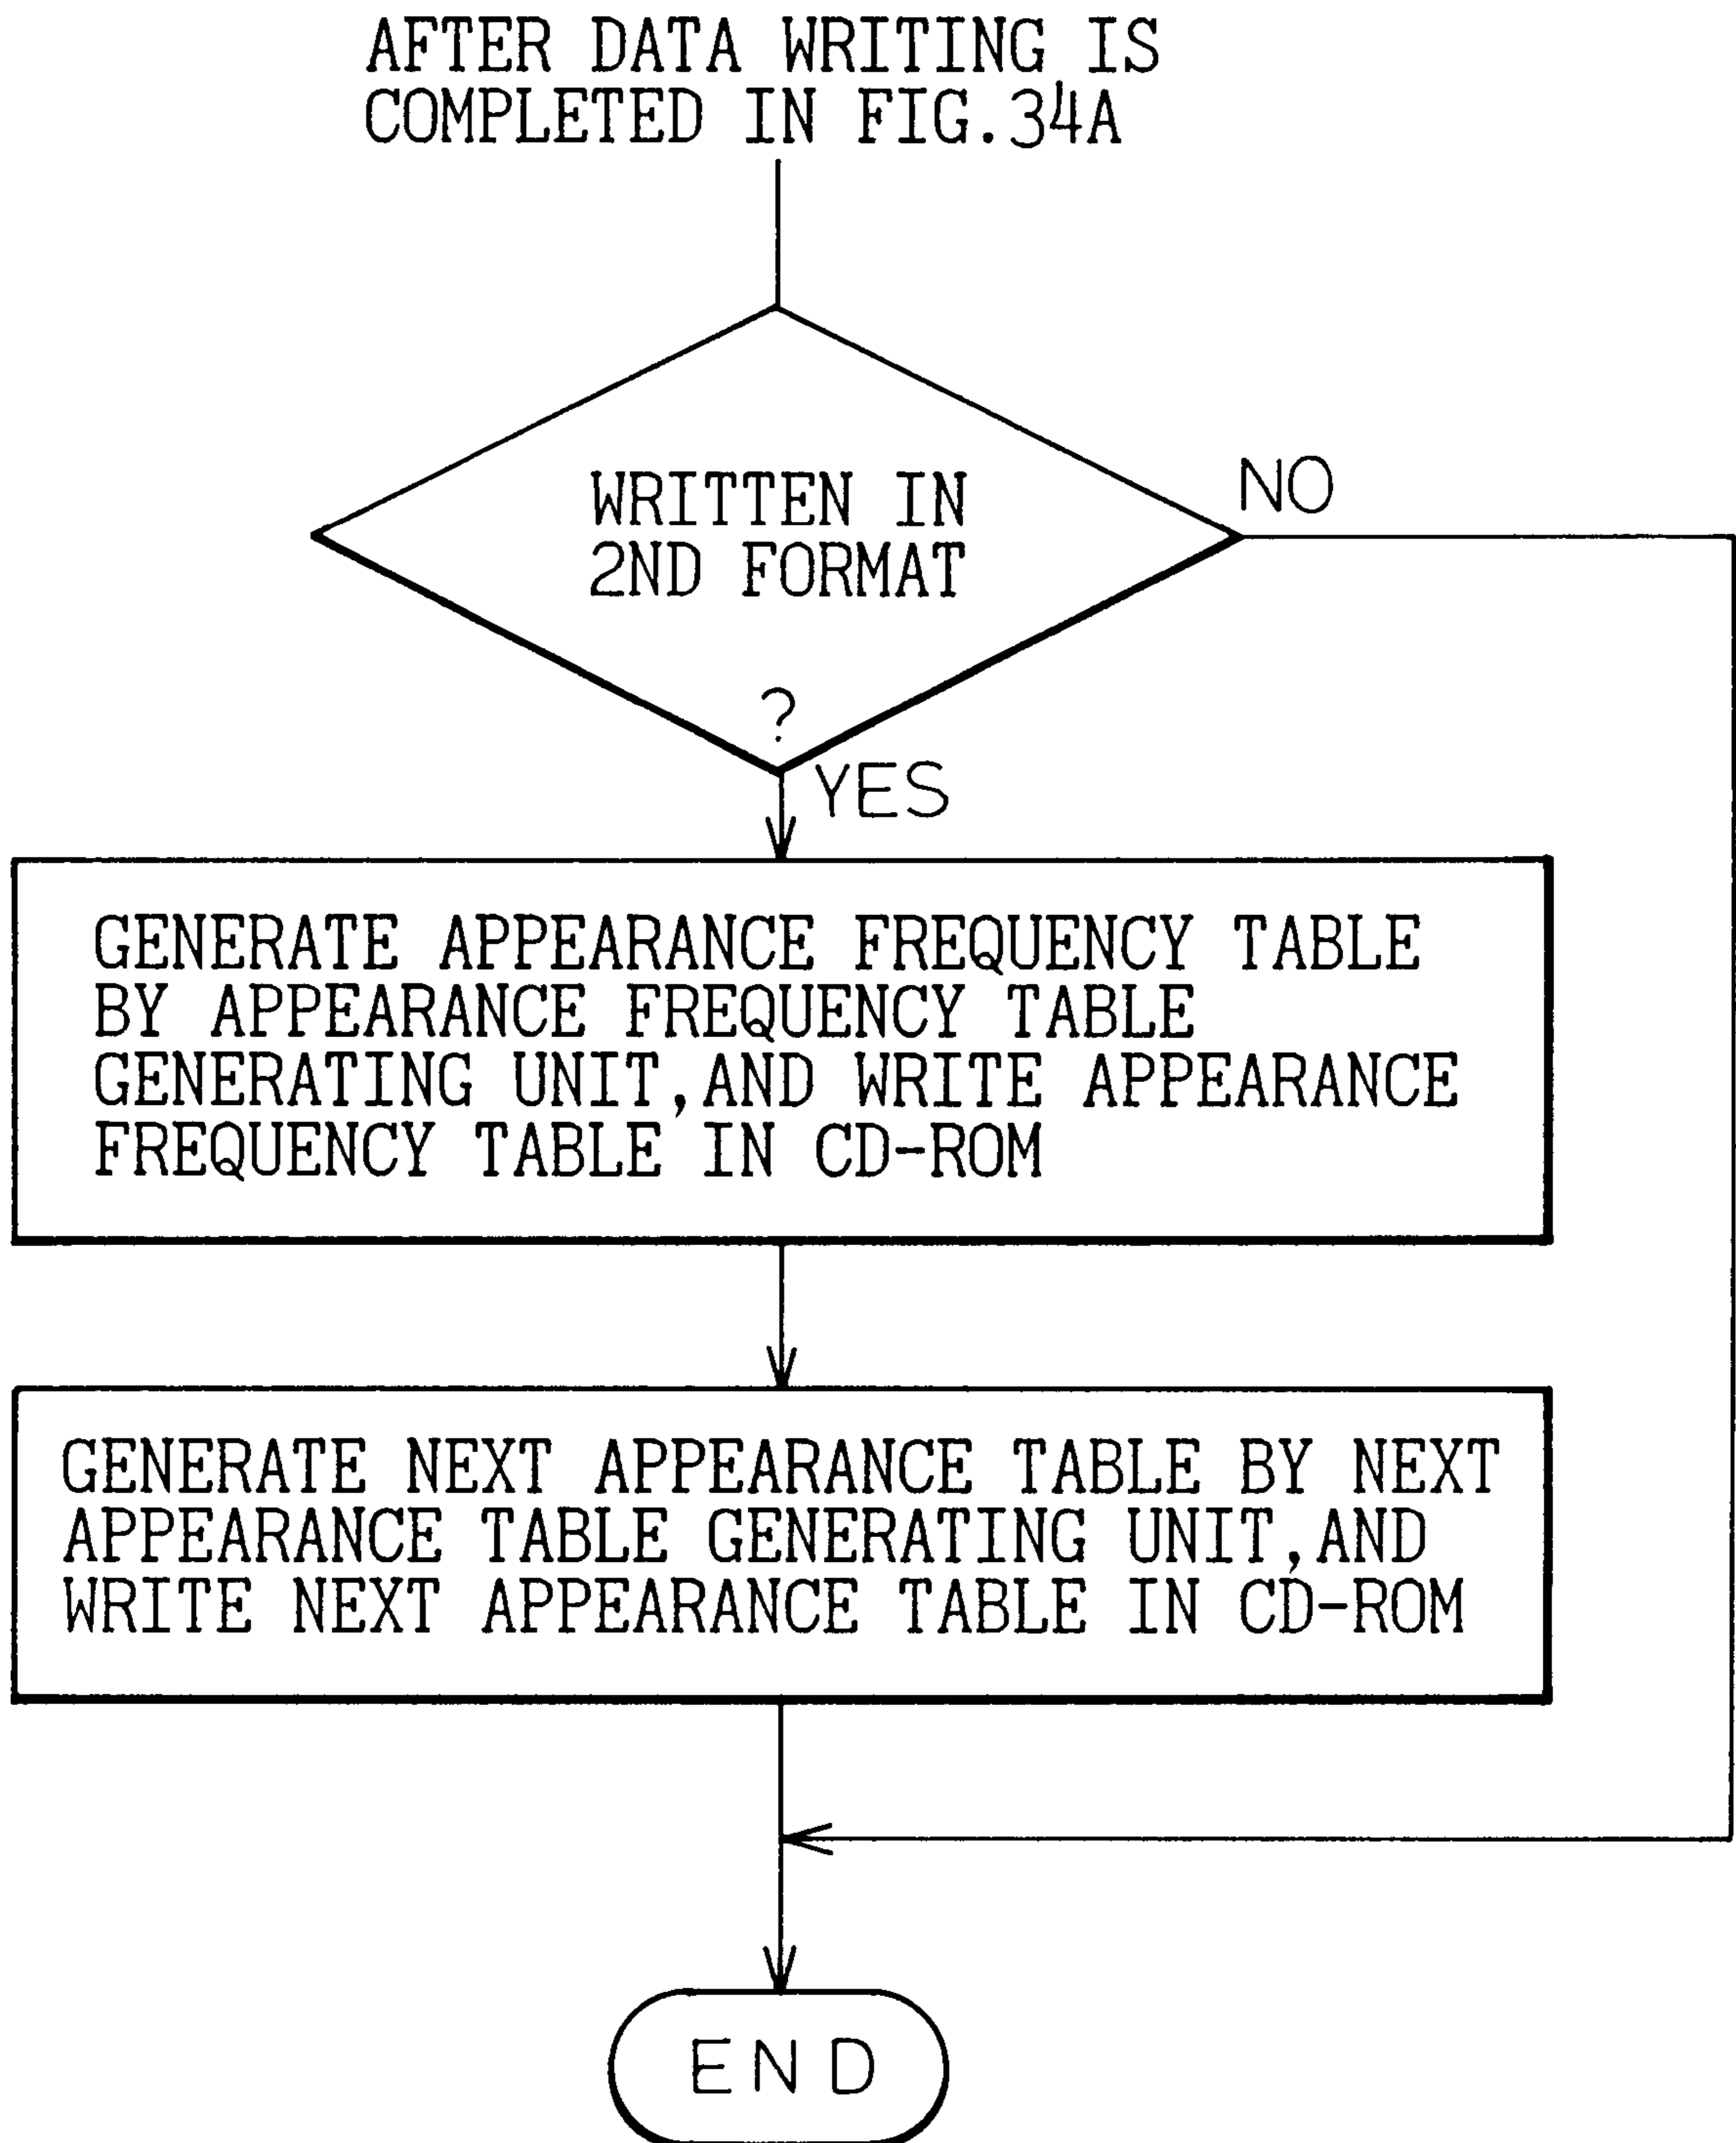 AFTER DATA WRITING IS
COMPLETED IN FIG.34A
WRITTEN IN
2ND FORMAT
?
NO
YES
GENERATE APPEARANCE FREQUENCY TABLE
BY APPEARANCE FREQUENCY TABLE
GENERATING UNIT, AND WRITE APPEARANCE
FREQUENCY TABLE IN CD-ROM
GENERATE NEXT APPEARANCE TABLE BY NEXT
APPEARANCE TABLE GENERATING UNIT, AND
WRITE NEXT APPEARANCE TABLE IN CD-ROM
END